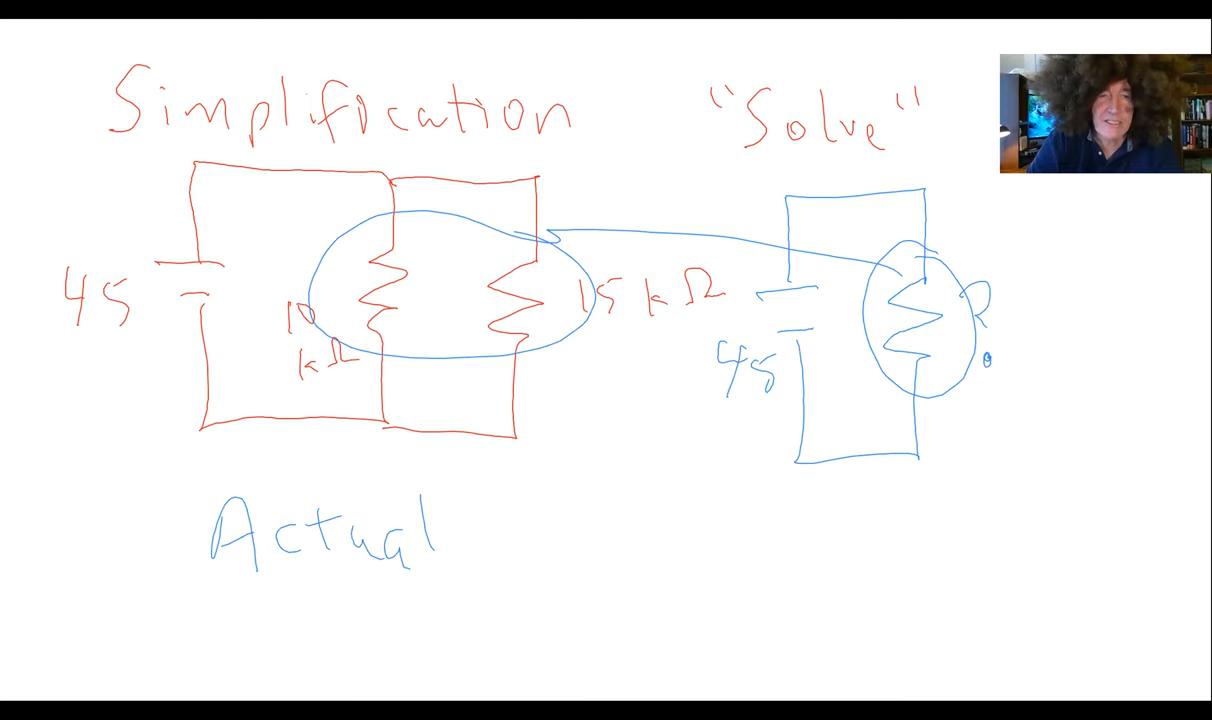 Simplification
"Solve"
45
10
kΩ
15 kΩ
45
R
Actual